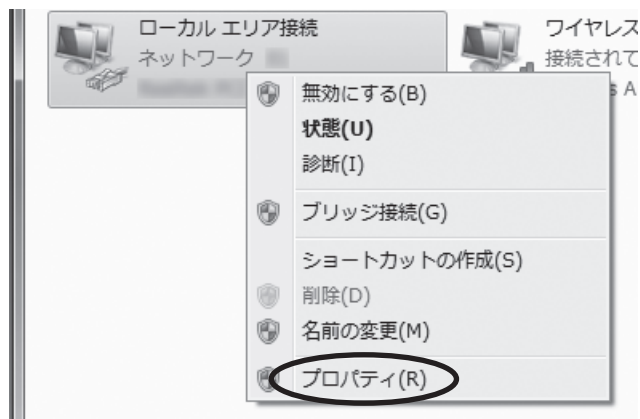 ローカル エリア接続
ネットワーク
ワイヤレス
接続されて
s A
無効にする(B)
状態(U)
診断(I)
ブリッジ接続(G)
ショートカットの作成(S)
削除(D)
名前の変更(M)
プロパティ(R)